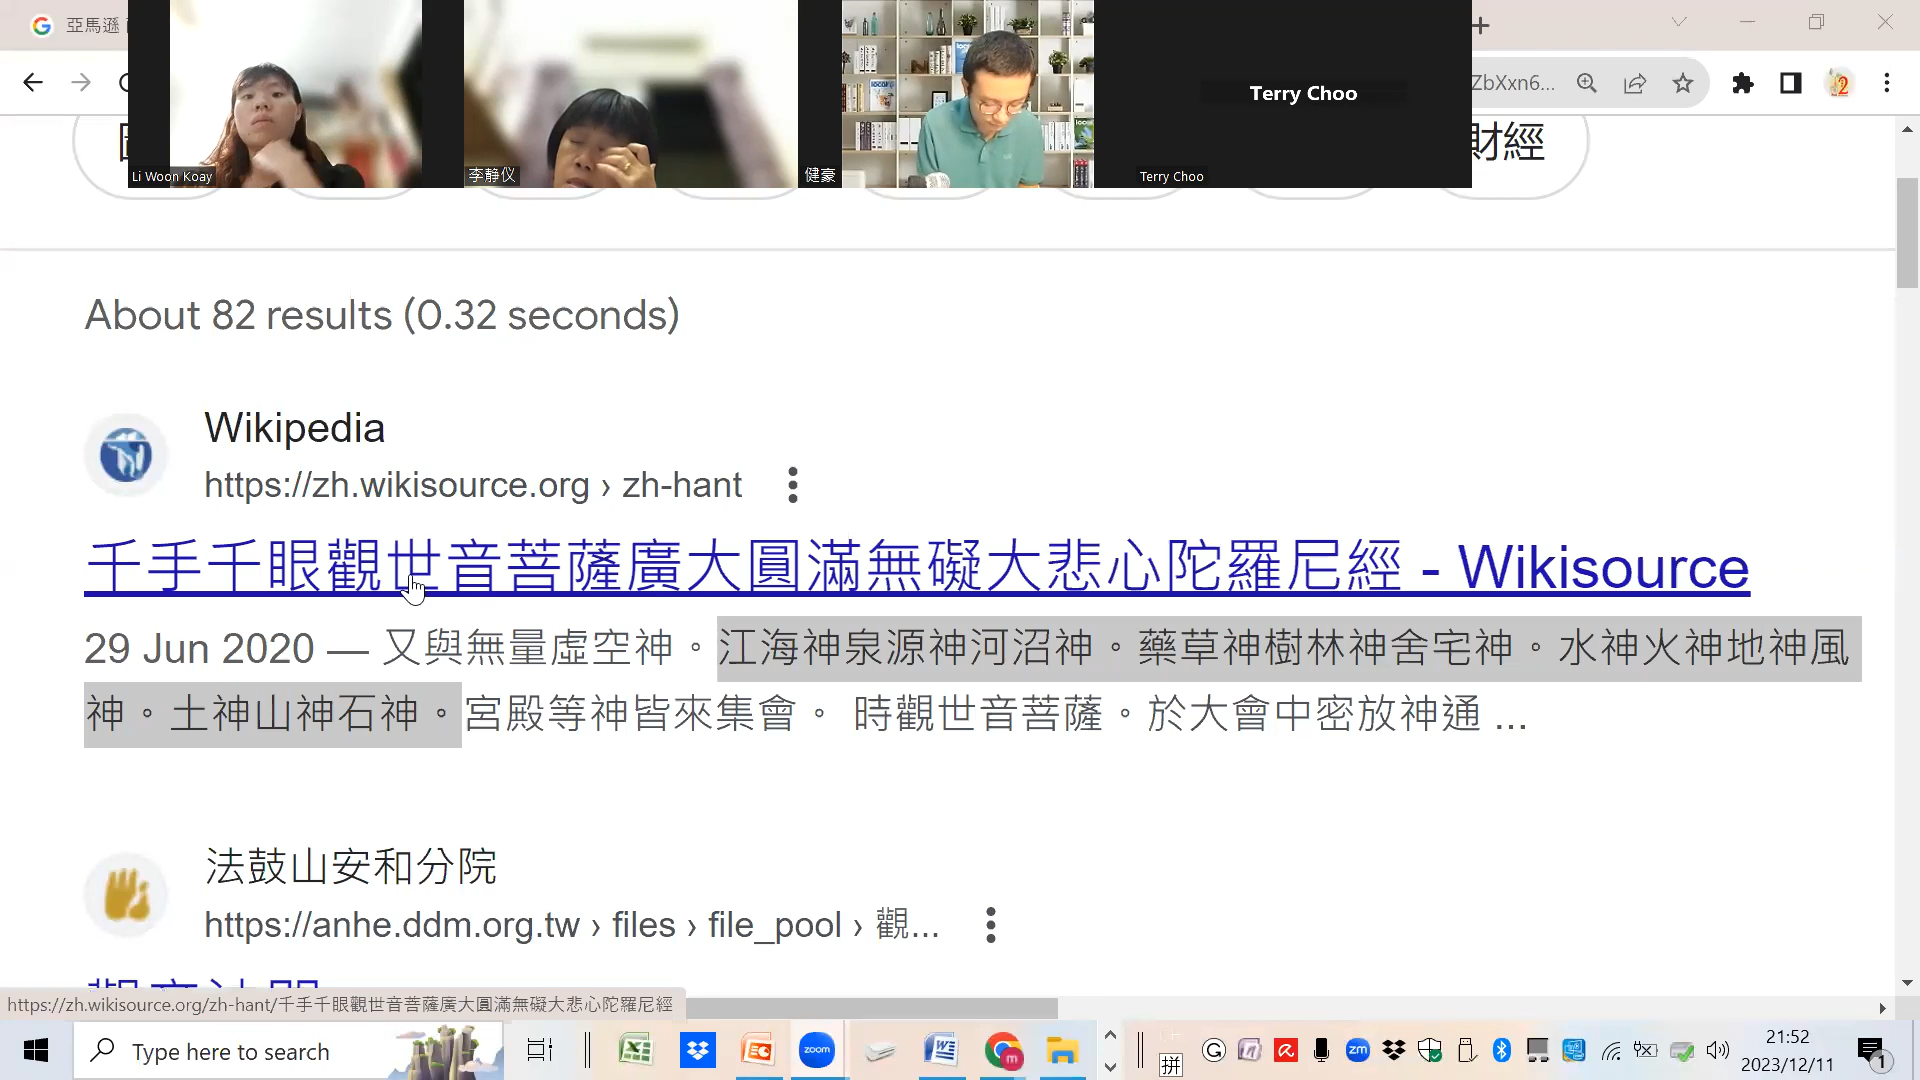 亞馬遜
ZbXxn6...
Terry Choo
Li Woon Koay
李静仪
健豪
Terry Choo
財經
About 82 results (0.32 seconds)
Wikipedia
https://zh.wikisource.org › zh-hant
千手千眼觀世音菩薩廣大圓滿無礙大悲心陀羅尼經 - Wikisource
29 Jun 2020 — 又與無量虛空神。江海神泉源神河沼神。藥草神樹林神舍宅神。水神火神地神風
神。土神山神石神。宮殿等神皆來集會。 時觀世音菩薩。於大會中密放神通 ...
法鼓山安和分院
https://anhe.ddm.org.tw › files › file_pool › 觀...
https://zh.wikisource.org/zh-hant/千手千眼觀世音菩薩廣大圓滿無礙大悲心陀羅尼經
Type here to search
zoom
zm
拼
21:52
2023/12/11
1